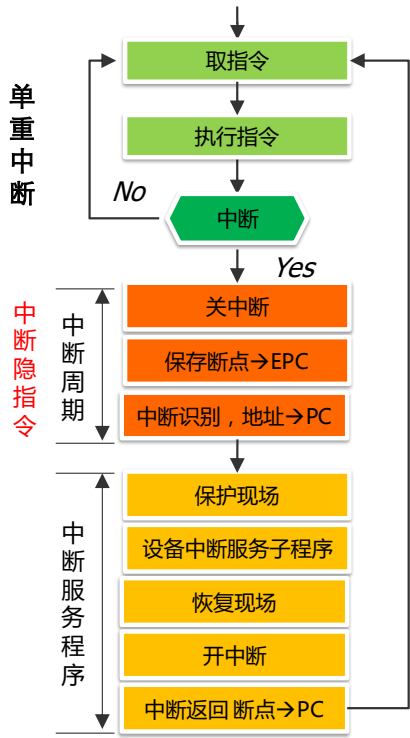 取指令
执行指令
单重中断
No
中断
Yes
中断隐指令
中断周期
关中断
保存断点→EPC
中断识别，地址→PC
中断服务程序
保护现场
设备中断服务子程序
恢复现场
开中断
中断返回 断点→PC